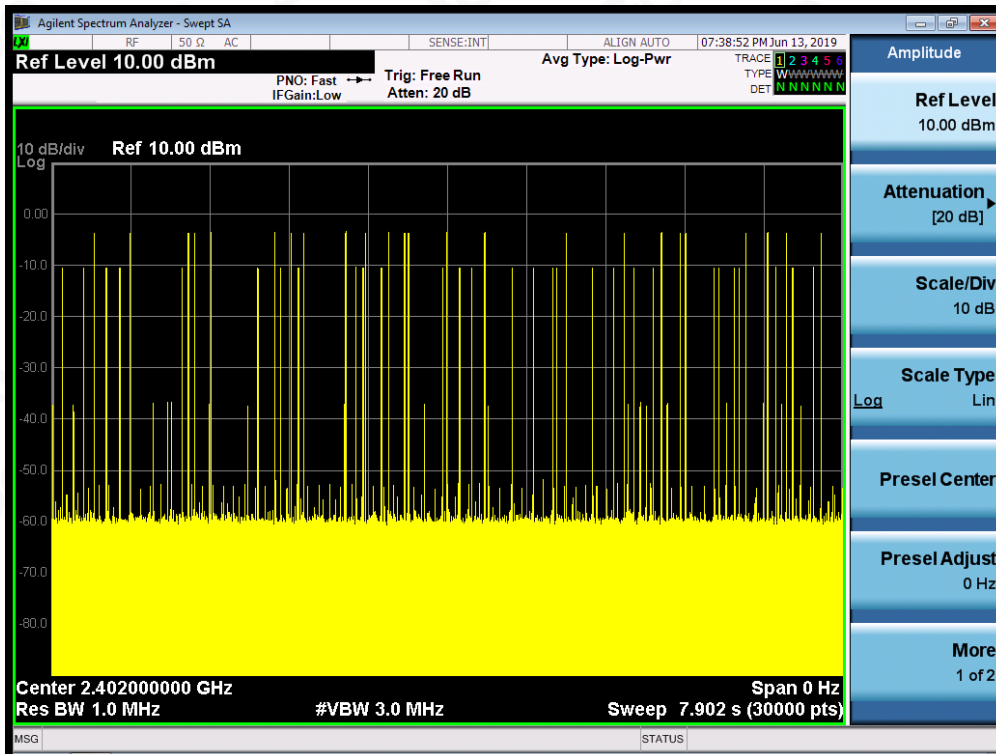 Agilent Spectrum Analyzer - Swept SA
LXI RF 50 Ω AC SENSE:INT ALIGN AUTO 07:38:52 PM Jun 13, 2019
Ref Level 10.00 dBm
PNO: Fast
IFGain:Low
Trig: Free Run
Atten: 20 dB
Avg Type: Log-Pwr
TRACE 1 2 3 4 5 6
TYPE WWWWWW
DET N N N N N N
10 dB/div Ref 10.00 dBm
Log
0.00
-10.0
-20.0
-30.0
-40.0
-50.0
-60.0
-70.0
-80.0
Center 2.402000000 GHz Span 0 Hz
Res BW 1.0 MHz #VBW 3.0 MHz Sweep 7.902 s (30000 pts)
MSG STATUS
Amplitude
Ref Level
10.00 dBm
Attenuation
[20 dB]
Scale/Div
10 dB
Scale Type
Log Lin
Presel Center
Presel Adjust
0 Hz
More
1 of 2